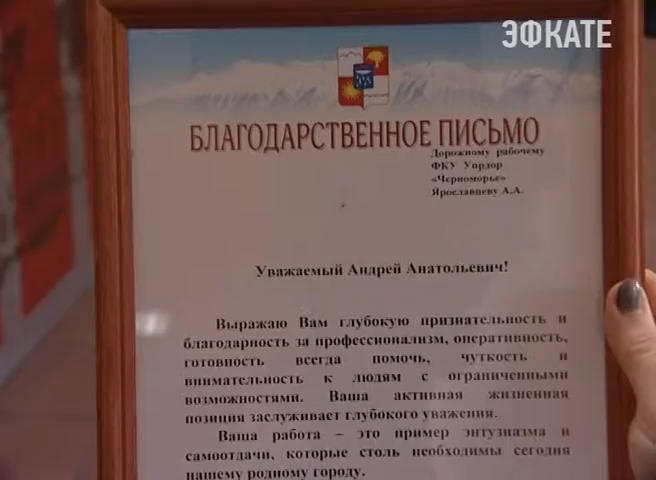 ЭФКАТЕ
БЛАГОДАРСТВЕННОЕ ПИСЬМО
Дорожному рабочему
ФКУ Упрдор
«Черноморье»
Ярославцеву А.А.
Уважаемый Андрей Анатольевич!
Выражаю Вам глубокую признательность и
благодарность за профессионализм, оперативность,
готовность всегда помочь, чуткость и
внимательность к людям с ограниченными
возможностями. Ваша активная жизненная
позиция заслуживает глубокого уважения.
Ваша работа – это пример энтузиазма и
самоотдачи, которые столь необходимы сегодня
нашему родному городу.